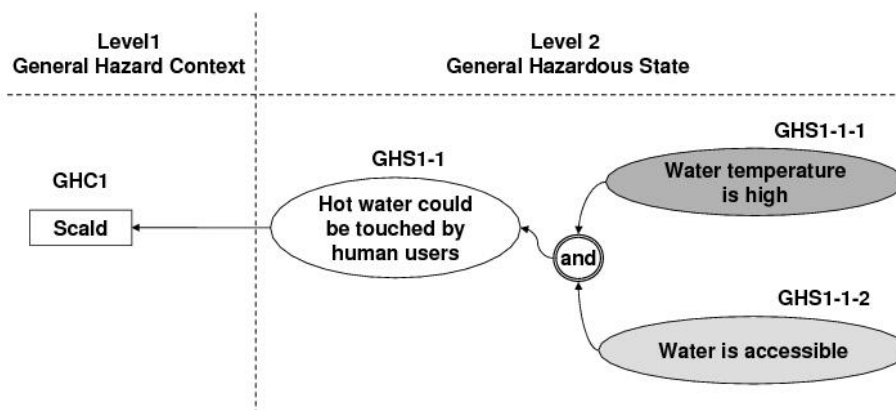 Level1
General Hazard Context
Level 2
General Hazardous State
GHC1
Scald
GHS1-1
Hot water could
be touched by
human users
and
GHS1-1-1
Water temperature
is high
GHS1-1-2
Water is accessible